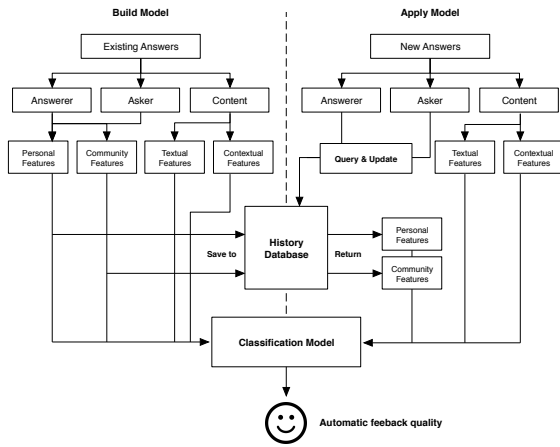 Build Model
Apply Model
Existing Answers
New Answers
Answerer
Asker
Content
Answerer
Asker
Content
Personal
Features
Community
Features
Textual
Features
Contextual
Features
Query & Update
Textual
Features
Contextual
Features
Save to
History
Database
Return
Personal
Features
Community
Features
Classification Model
Automatic feeback quality